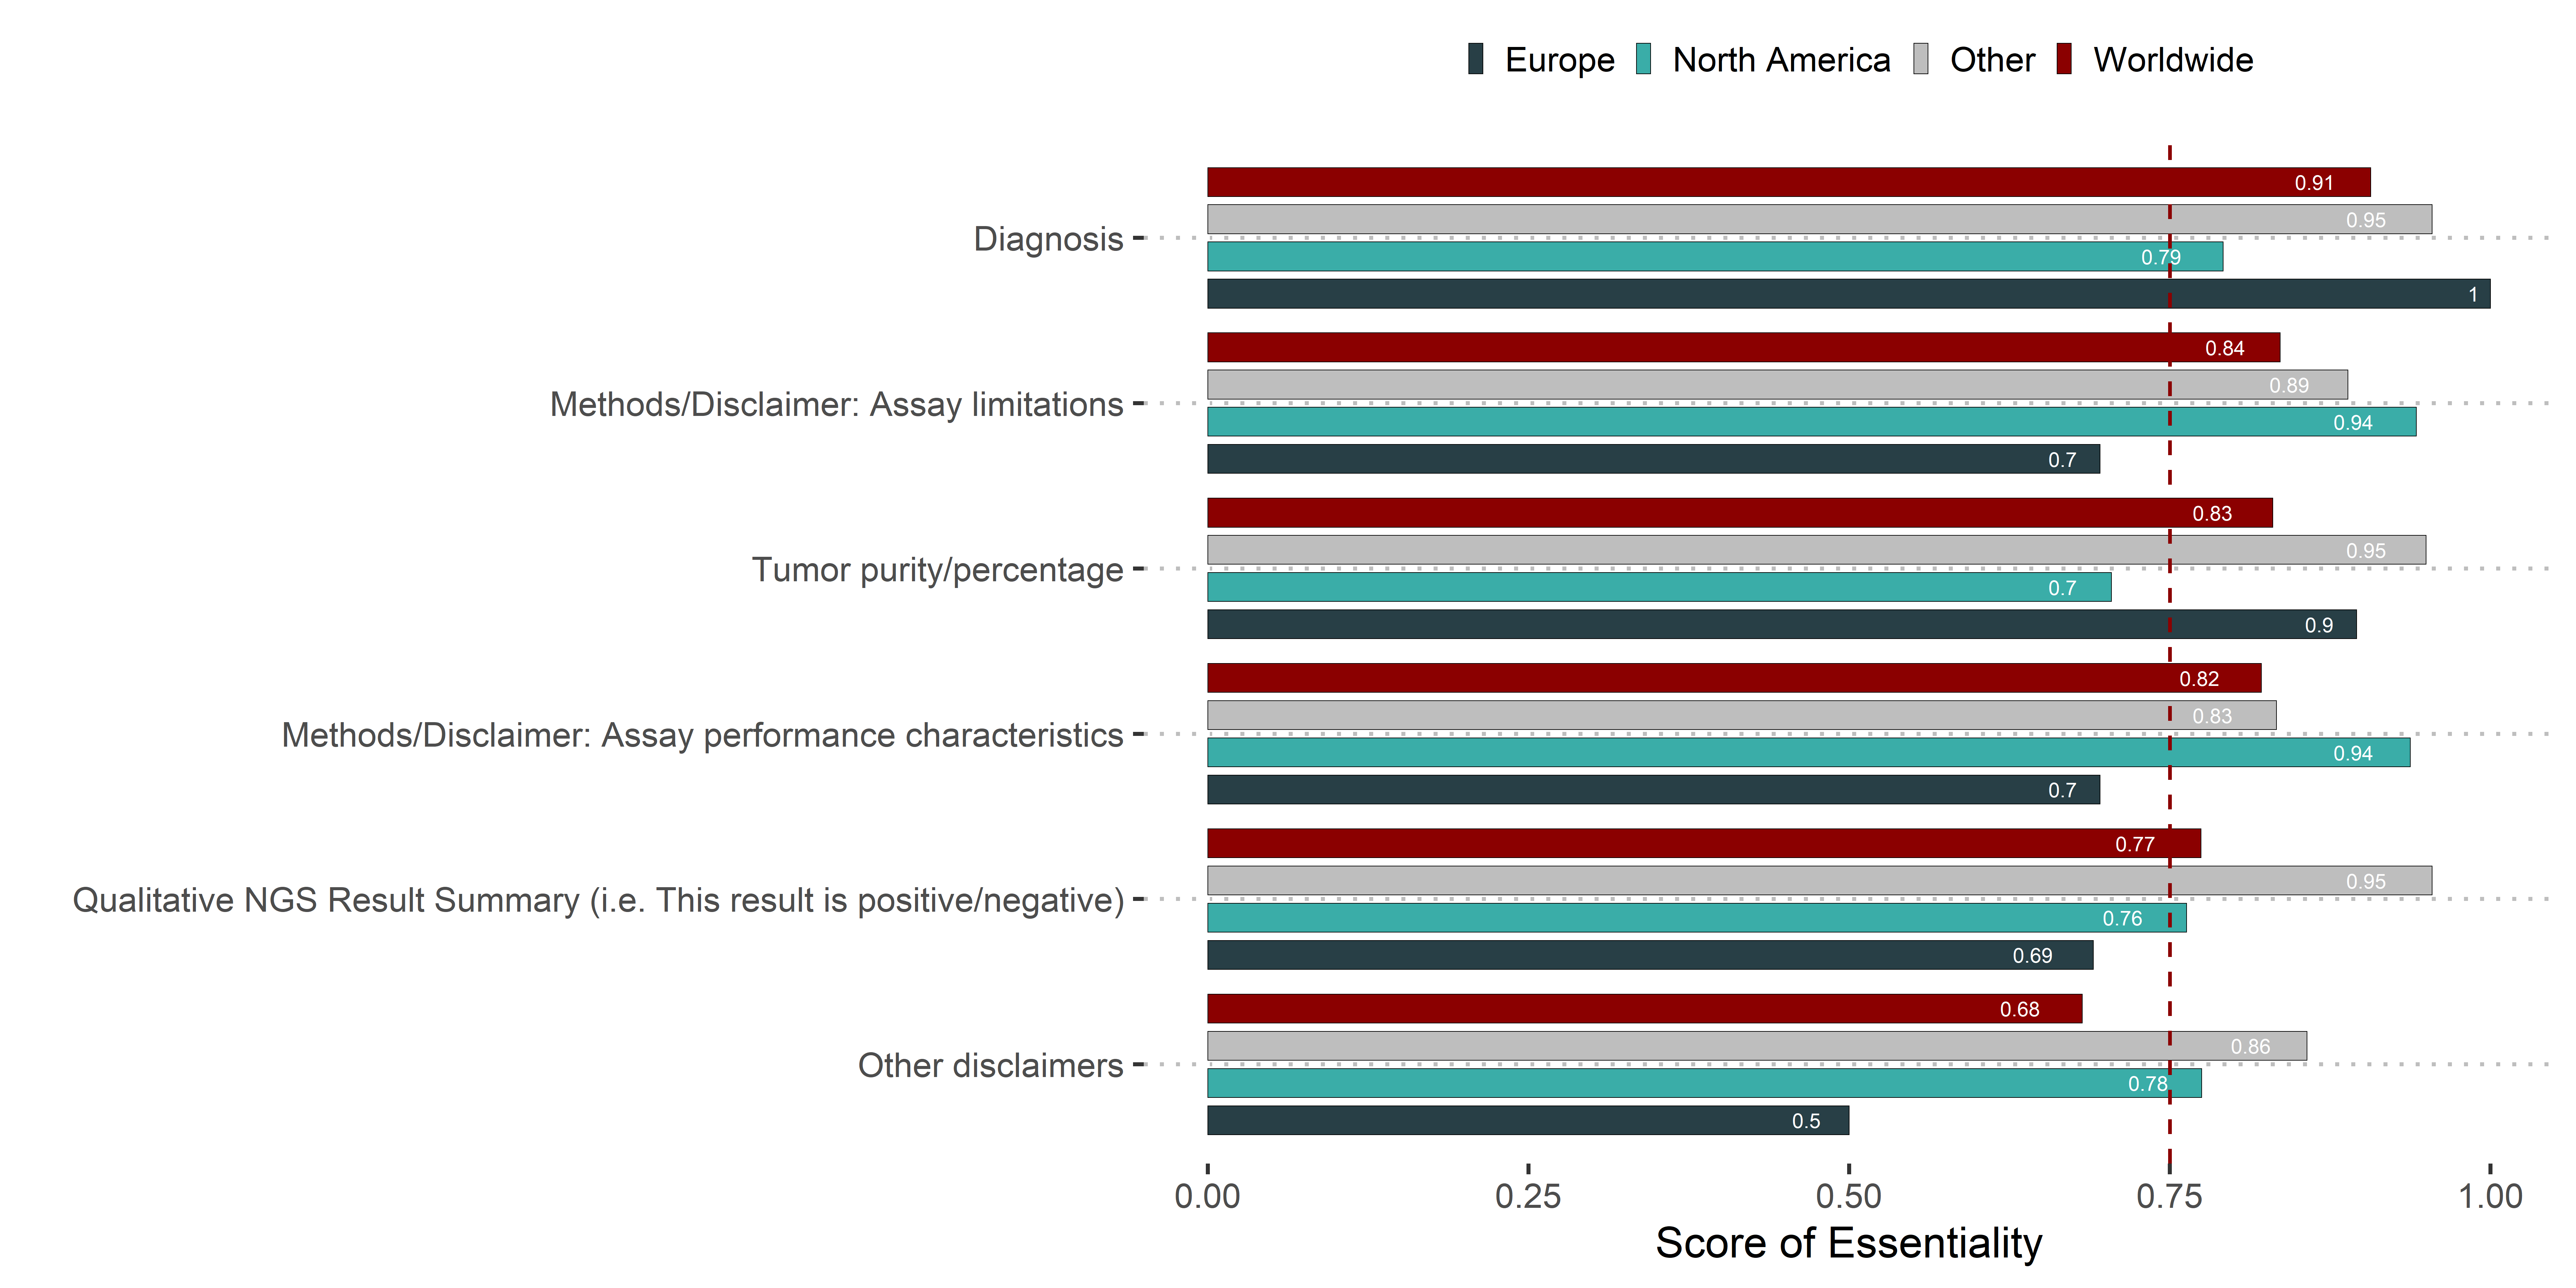 Europe North America Other Worldwide
0.91
0.95
Diagnosis
0.79
1
0.84
0.89
Methods/Disclaimer: Assay limitations
0.94
0.7
0.83
0.95
Tumor purity/percentage
0.7
0.9
0.82
0.83
Methods/Disclaimer: Assay performance characteristics
0.94
0.7
0.77
0.95
Qualitative NGS Result Summary (i.e. This result is positive/negative)
0.76
0.69
0.68
0.86
Other disclaimers
0.78
0.5
0.00 0.25 0.50 0.75 1.00
Score of Essentiality